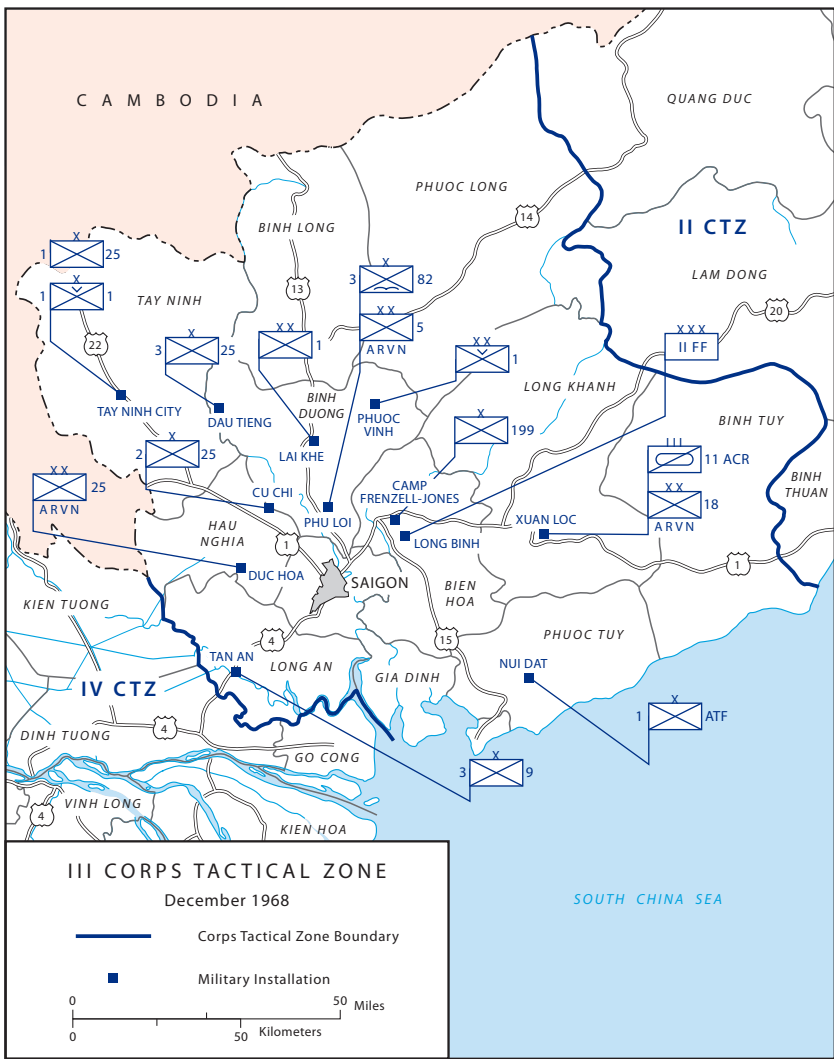 CAMBODIA
QUANG DUC
PHUOC LONG
14
BINH LONG
II CTZ
X
1 25
X
1 1
TAY NINH
13
X
3 82
LAM DONG
20
X X
5
ARVN
X X X
II FF
22
X
3 25
X X
1
X X
1
LONG KHANH
TAY NINH CITY
DAU TIENG
BINH
DUONG
PHUOC
VINH
BINH TUY
X
199
X
2 25
LAI KHE
I I I
11 ACR
BINH
THUAN
X X
25
ARVN
CU CHI
CAMP
FRENZELL-JONES
X X
18
ARVN
PHU LOI
XUAN LOC
HAU
NGHIA
1
LONG BINH
1
DUC HOA
SAIGON
BIEN
HOA
KIEN TUONG
4
15
PHUOC TUY
TAN AN
LONG AN
GIA DINH
NUI DAT
IV CTZ
X
1 ATF
4
DINH TUONG
GO CONG
X
3 9
VINH LONG
4
KIEN HOA
III CORPS TACTICAL ZONE
December 1968
Corps Tactical Zone Boundary
Military Installation
0 50 Miles
0 50 Kilometers
SOUTH CHINA SEA